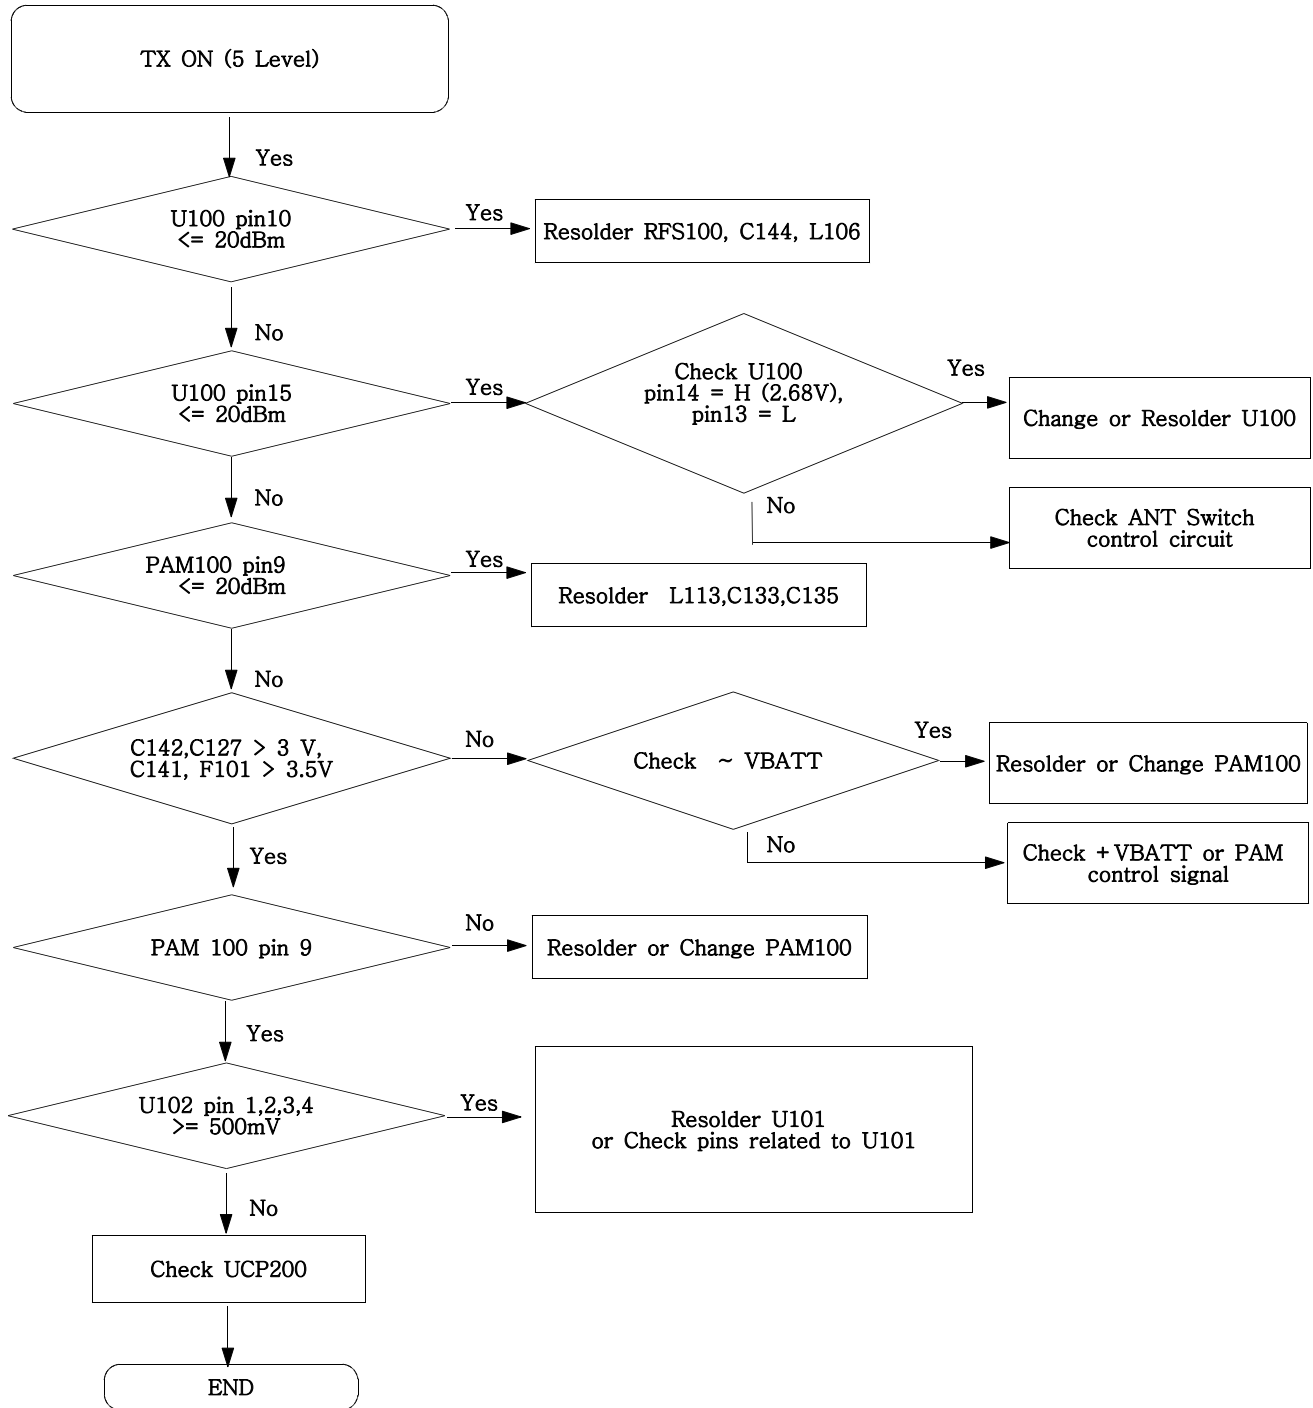 TX ON (5 Level)
Yes
U100 pin10
<= 20dBm
Yes
Resolder RFS100, C144, L106
No
U100 pin15
<= 20dBm
Yes
Check U100
pin14 = H (2.68V),
pin13 = L
Yes
Change or Resolder U100
No
Check ANT Switch
control circuit
No
PAM100 pin9
<= 20dBm
Yes
Resolder L113,C133,C135
No
C142,C127 > 3 V,
C141, F101 > 3.5V
No
Check ~ VBATT
Yes
Resolder or Change PAM100
No
Check +VBATT or PAM
control signal
Yes
PAM 100 pin 9
No
Resolder or Change PAM100
Yes
U102 pin 1,2,3,4
>= 500mV
Yes
Resolder U101
or Check pins related to U101
No
Check UCP200
END